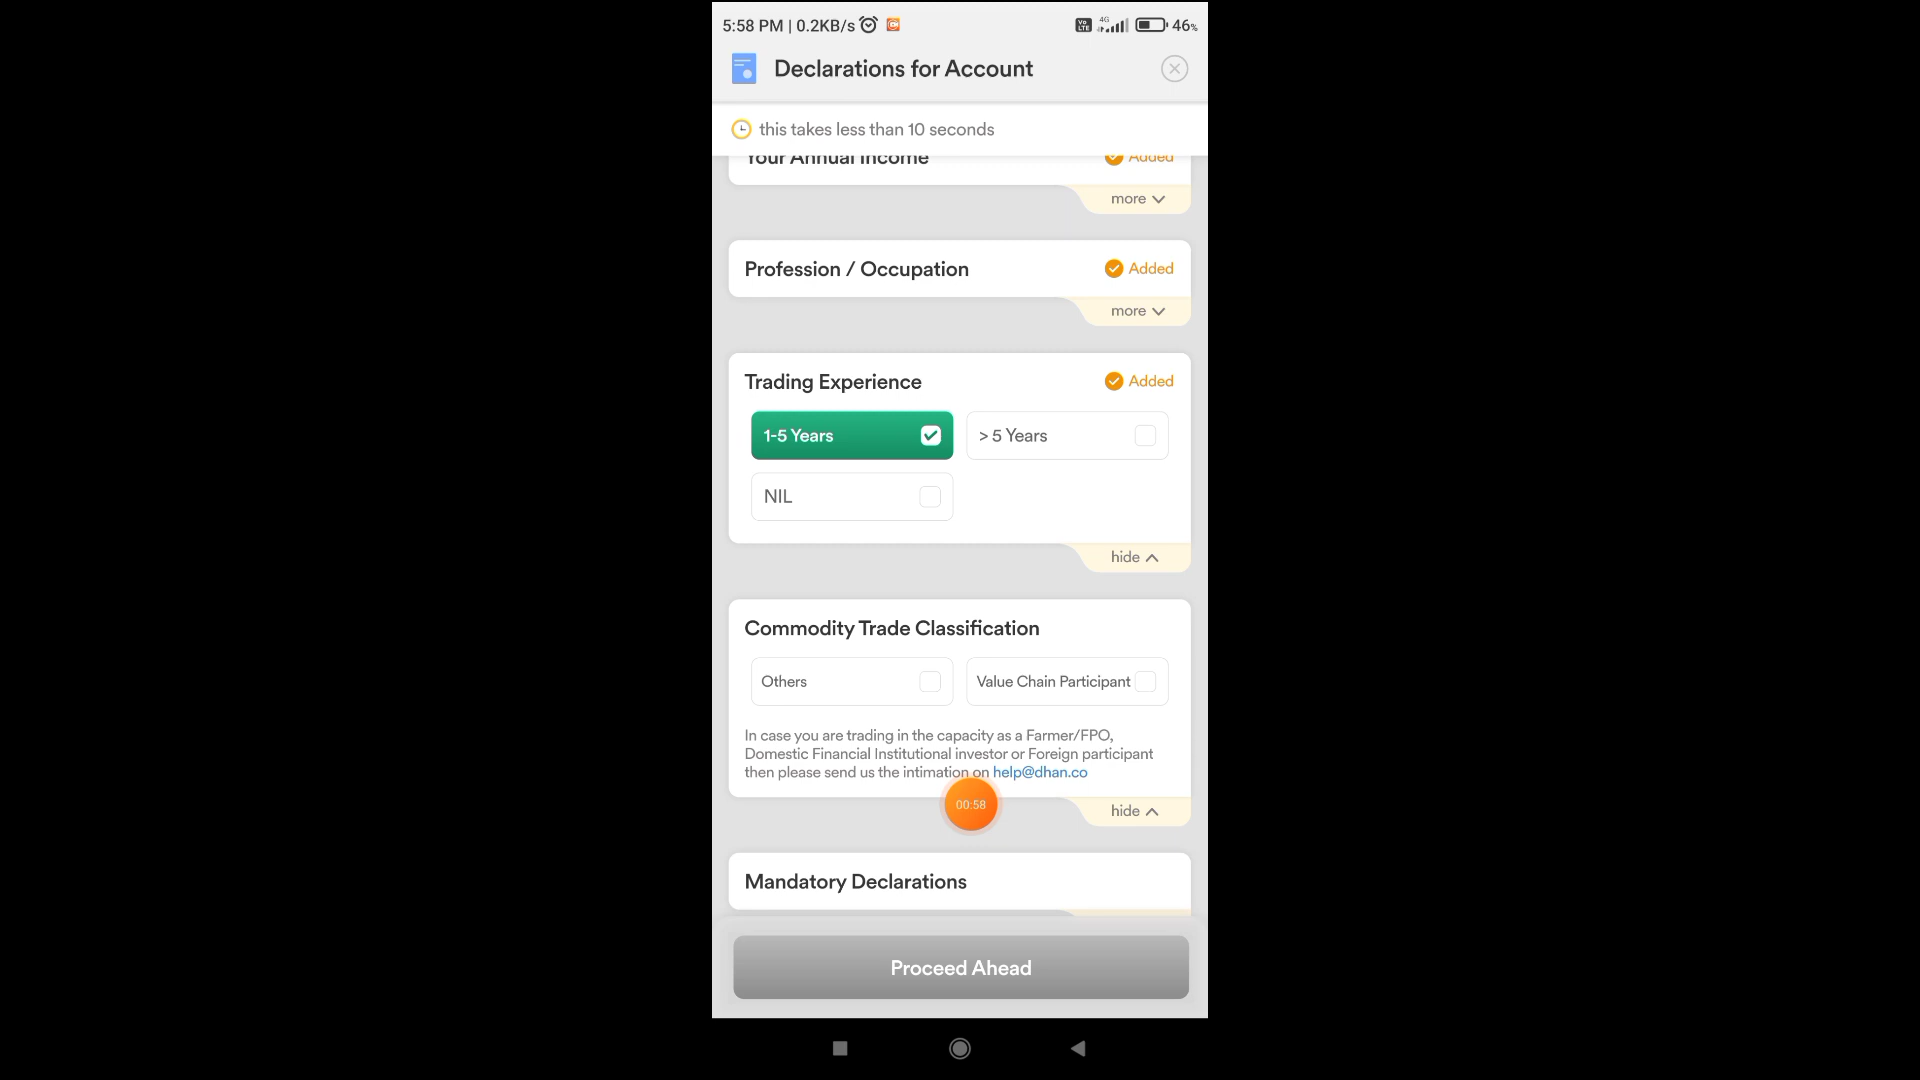 5:58 PM | 0.2KB/s
Vo LTE 4G 46%
Declarations for Account
this takes less than 10 seconds
Your Annual Income Added
more
Profession / Occupation Added
more
Trading Experience Added
1-5 Years > 5 Years
NIL
hide
Commodity Trade Classification
Others Value Chain Participant
In case you are trading in the capacity as a Farmer/FPO,
Domestic Financial Institutional investor or Foreign participant
then please send us the intimation on help@dhan.co
00:58
hide
Mandatory Declarations
Proceed Ahead